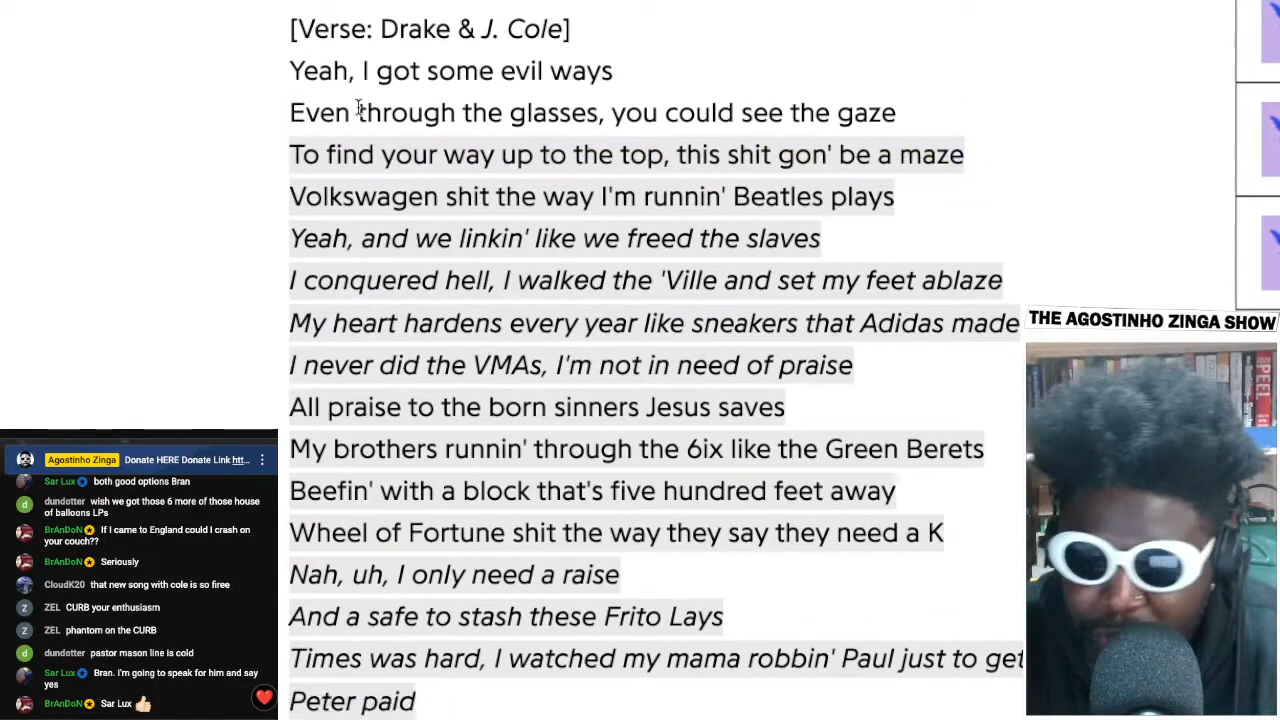 [Verse: Drake & J. Cole]
Yeah, I got some evil ways
Even through the glasses, you could see the gaze
To find your way up to the top, this shit gon' be a maze
Volkswagen shit the way I'm runnin' Beatles plays
Yeah, and we linkin' like we freed the slaves
I conquered hell, I walked the 'Ville and set my feet ablaze
My heart hardens every year like sneakers that Adidas made
I never did the VMAs, I'm not in need of praise
All praise to the born sinners Jesus saves
My brothers runnin' through the 6ix like the Green Berets
Beefin' with a block that's five hundred feet away
Wheel of Fortune shit the way they say they need a K
Nah, uh, I only need a raise
And a safe to stash these Frito Lays
Times was hard, I watched my mama robbin' Paul just to get
Peter paid
THE AGOSTINHO ZINGA SHOW
Agostinho Zinga Donate HERE Donate Link htt...
Sar Lux both good options Bran
dundotter wish we got those 6 more of those house
of balloons LPs
BrAnDoN If I came to England could I crash on
your couch??
BrAnDoN Seriously
CloudK20 that new song with cole is so firee
ZEL CURB your enthusiasm
ZEL phantom on the CURB
dundotter pastor mason line is cold
Sar Lux Bran. I'm going to speak for him and say
yes
BrAnDoN Sar Lux